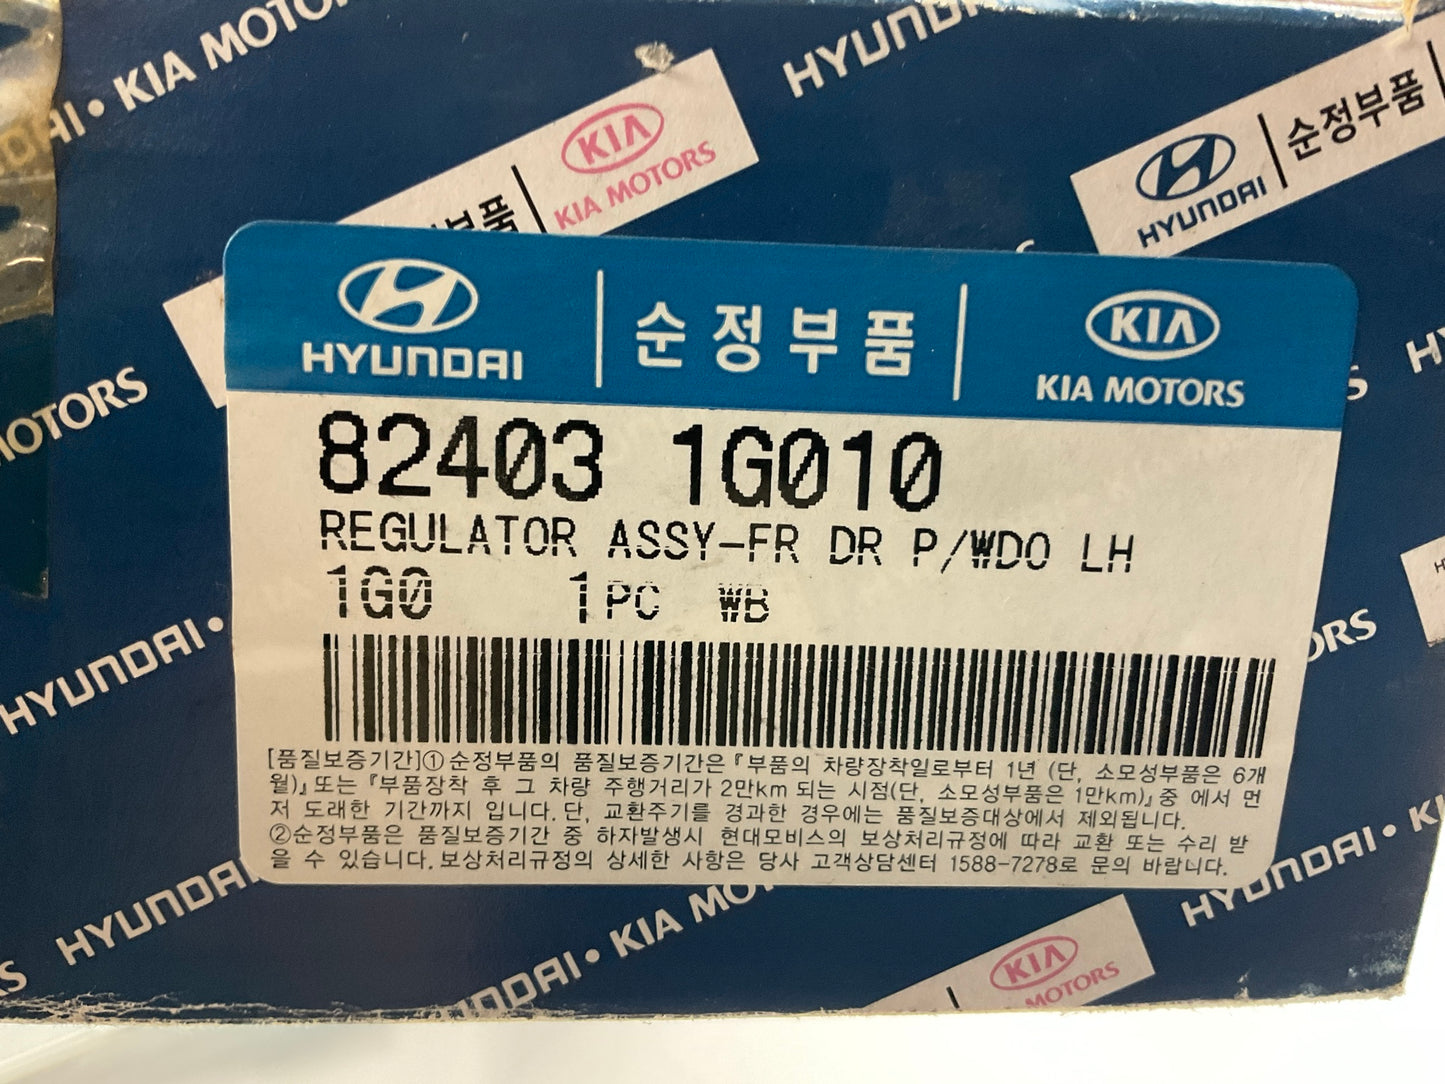 DAI • KIA MOTOR
HYUND
KIA
KIA MOTORS
부품
HYUNDAI
순정부품
HYUNDAI
순정부품
KIA
KIA MOTORS
82403 1G010
REGULATOR ASSY-FR DR P/WDO LH
1G0 1PC WB
[품질보증기간]①순정부품의 품질보증기간은『부품의 차량장착일로부터 1년 (단, 소모성부품은 6개
월)』또는『부품장착 후 그 차량 주행거리가 2만km 되는 시점(단, 소모성부품은 1만km)』중 에서 먼
저 도래한 기간까지 입니다. 단, 교환주기를 경과한 경우에는 품질보증대상에서 제외됩니다.
②순정부품은 품질보증기간 중 하자발생시 현대모비스의 보상처리규정에 따라 교환 또는 수리 받
을 수 있습니다. 보상처리규정의 상세한 사항은 당사 고객상담센터 1588-7278로 문의 바랍니다.
MOTORS
HYUNDAI •
ORS
HYUNDAI
HYUNDAI • KIA MO
HYUNDAI • K
KIA
MOTORS